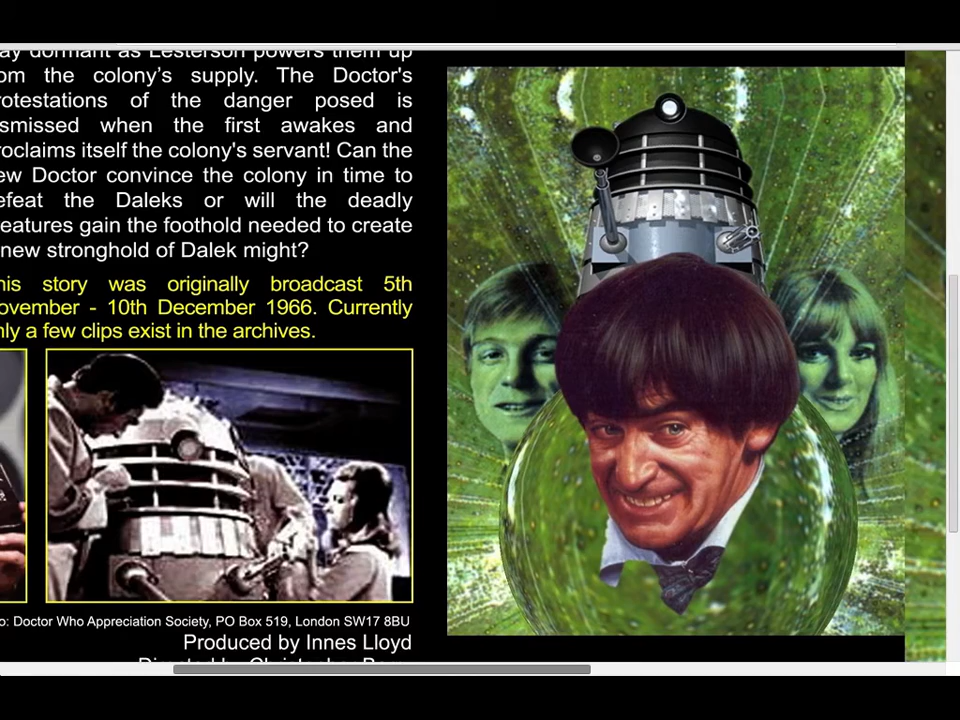 ay dormant as Lesterson powers them up
om the colony's supply. The Doctor's
rotestations of the danger posed is
smissed when the first awakes and
roclaims itself the colony's servant! Can the
ew Doctor convince the colony in time to
efeat the Daleks or will the deadly
eatures gain the foothold needed to create
new stronghold of Dalek might?
his story was originally broadcast 5th
ovember - 10th December 1966. Currently
nly a few clips exist in the archives.
o: Doctor Who Appreciation Society, PO Box 519, London SW17 8BU
Produced by Innes Lloyd
Directed by Christopher Barry